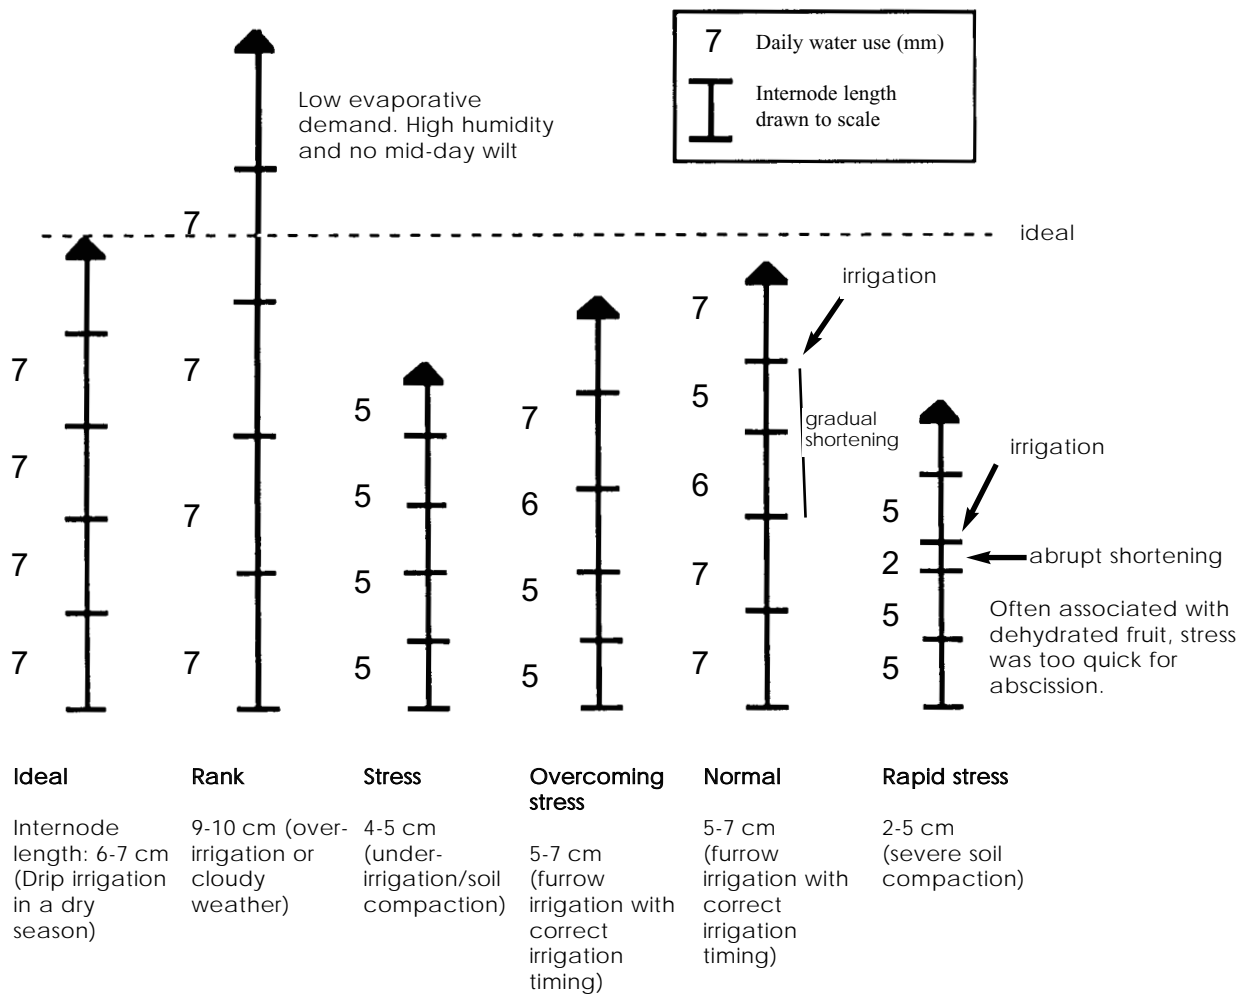 7 Daily water use (mm)
Internode length
drawn to scale
Low evaporative
demand. High humidity
and no mid-day wilt
ideal
7
7
7
7
7
7
7
7
5
5
5
5
7
6
5
5
7
5
6
7
7
irrigation
gradual
shortening
5
2
5
5
irrigation
abrupt shortening
Often associated with
dehydrated fruit, stress
was too quick for
abscission.
Ideal
Internode
length: 6-7 cm
(Drip irrigation
in a dry
season)
Rank
9-10 cm (over-
irrigation or
cloudy
weather)
Stress
4-5 cm
(under-
irrigation/soil
compaction)
Overcoming
stress
5-7 cm
(furrow
irrigation with
correct
irrigation
timing)
Normal
5-7 cm
(furrow
irrigation with
correct
irrigation
timing)
Rapid stress
2-5 cm
(severe soil
compaction)